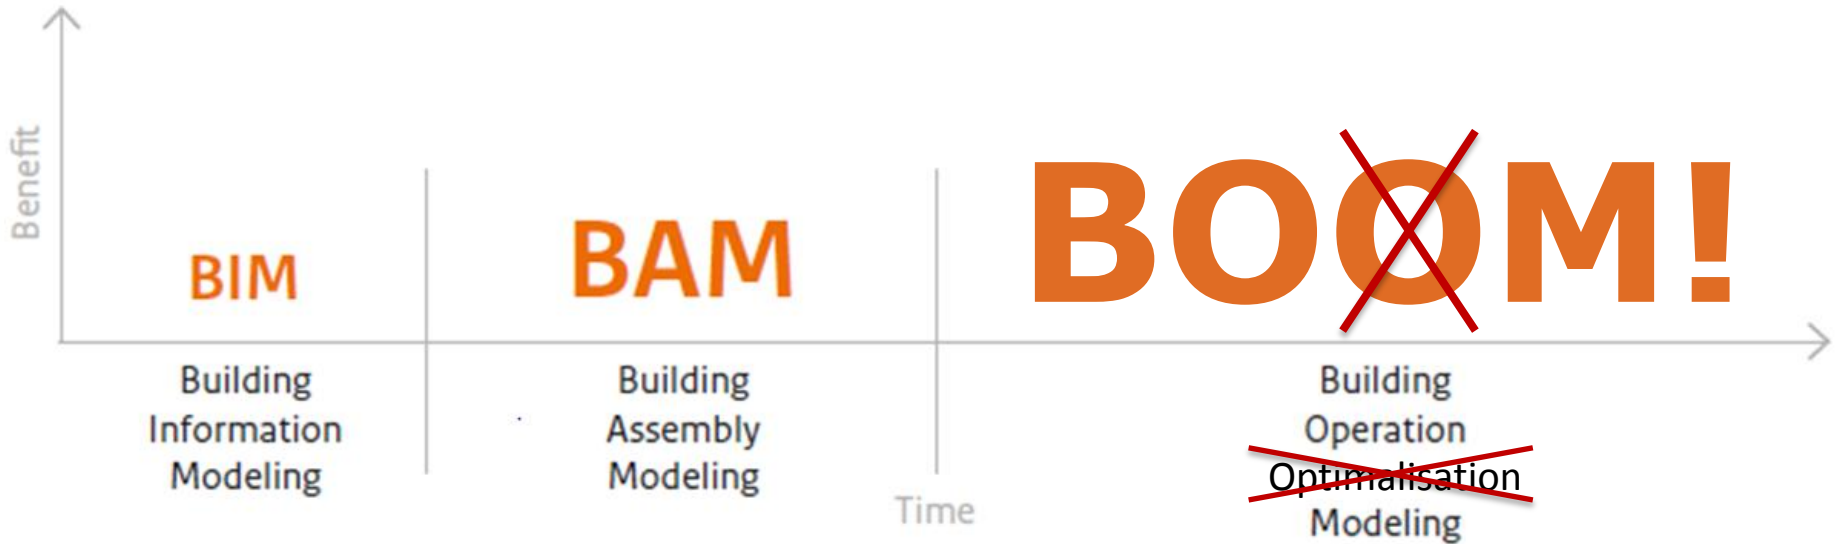 Benefit
BIM
BAM
BOOM!
Building
Information
Modeling
Building
Assembly
Modeling
Building
Operation
Optimalisation
Modeling
Time